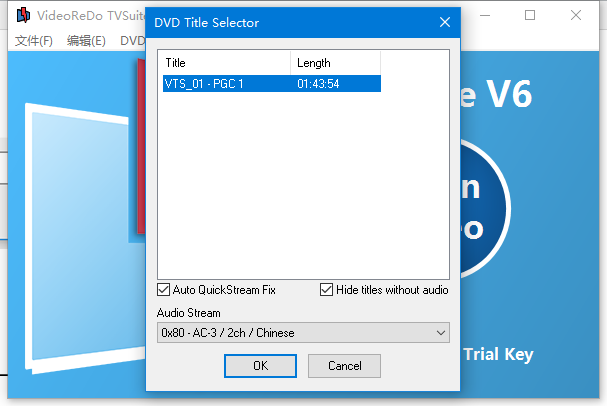 VideoReDo TVSuite
DVD Title Selector
文件(F) 编辑(E) DVD
Title Length
VTS_01 - PGC 1 01:43:54
V6
Auto QuickStream Fix Hide titles without audio
Audio Stream
0x80 - AC-3 / 2ch / Chinese
Trial Key
OK Cancel